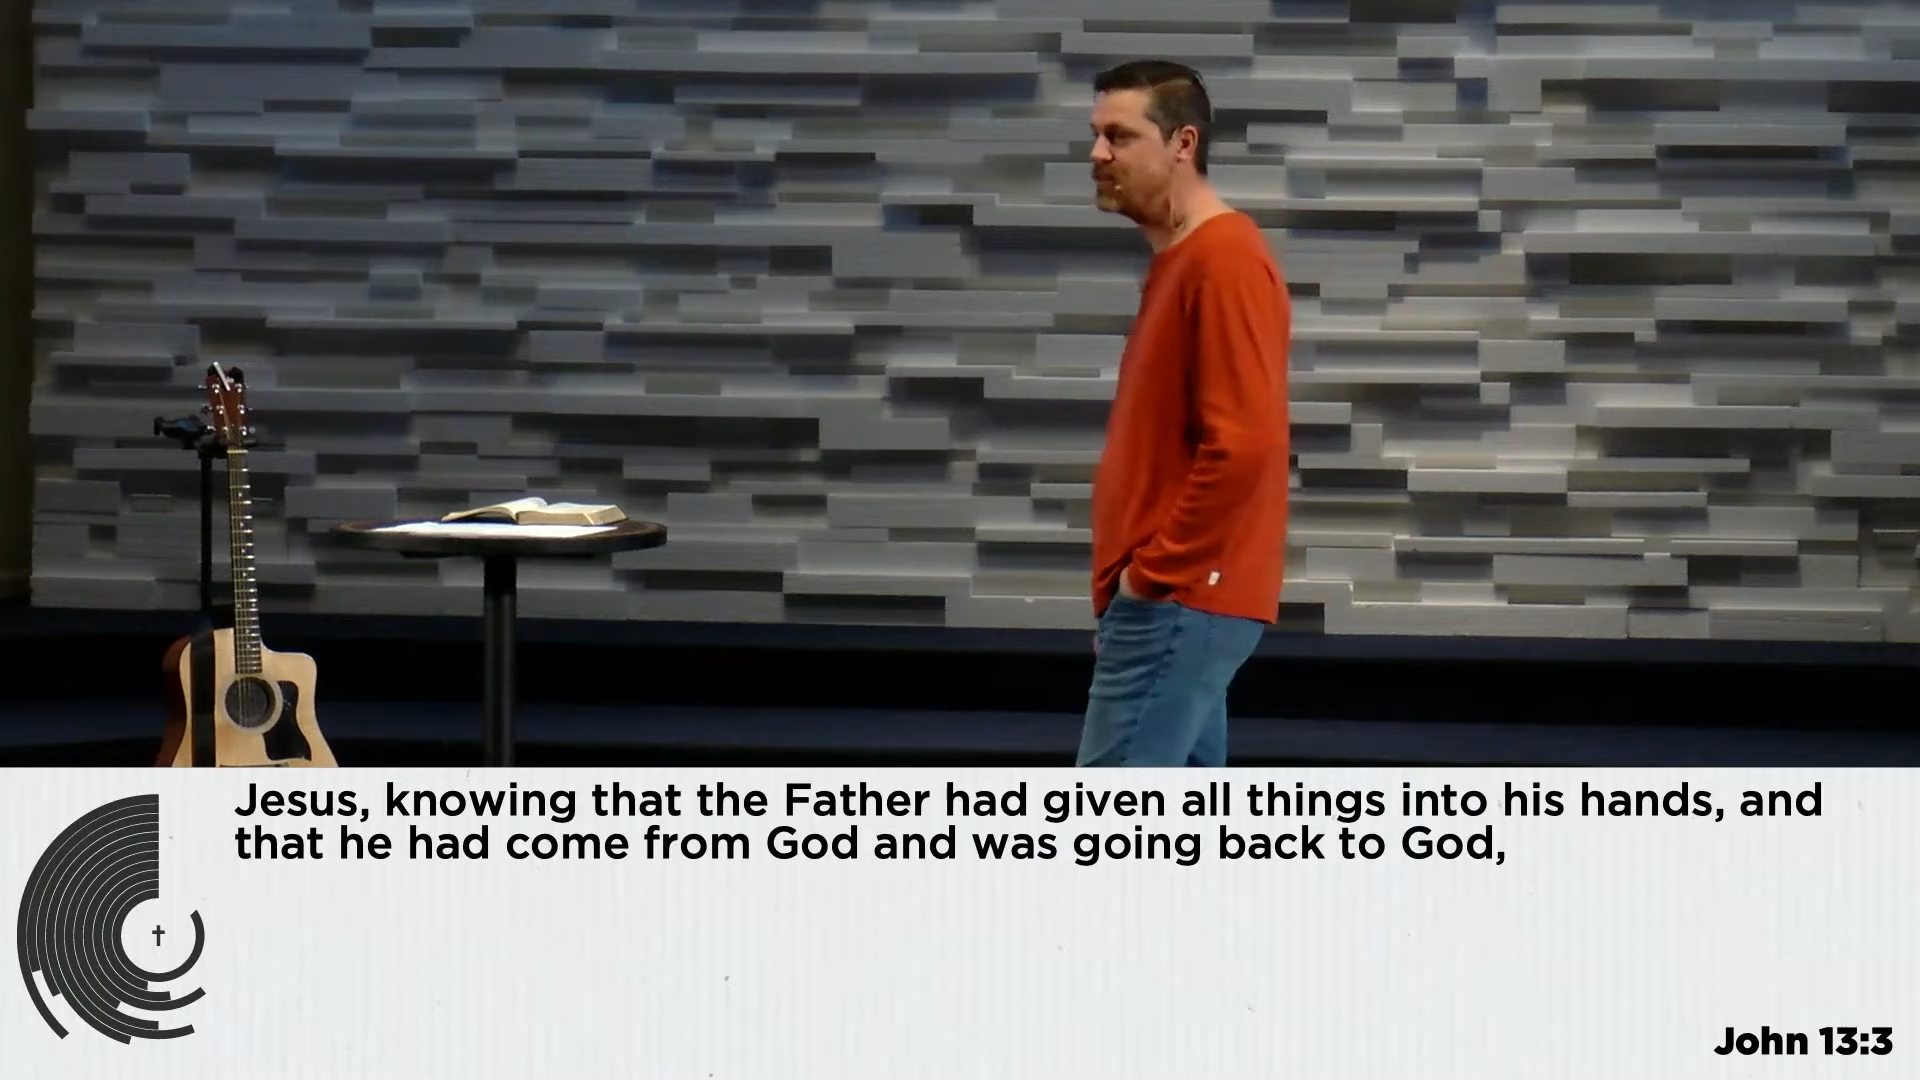 Jesus, knowing that the Father had given all things into his hands, and
that he had come from God and was going back to God,
John 13:3